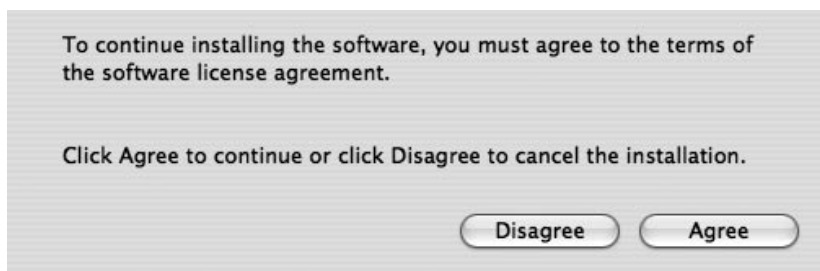 To continue installing the software, you must agree to the terms of
the software license agreement.
Click Agree to continue or click Disagree to cancel the installation.
Disagree Agree